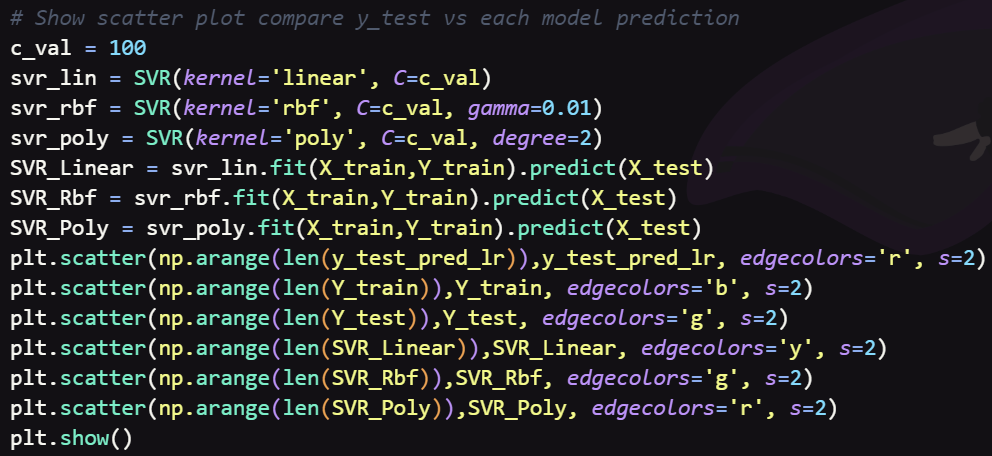 # Show scatter plot compare y_test vs each model prediction
c_val = 100
svr_lin = SVR(kernel='linear', C=c_val)
svr_rbf = SVR(kernel='rbf', C=c_val, gamma=0.01)
svr_poly = SVR(kernel='poly', C=c_val, degree=2)
SVR_Linear = svr_lin.fit(X_train,Y_train).predict(X_test)
SVR_Rbf = svr_rbf.fit(X_train,Y_train).predict(X_test)
SVR_Poly = svr_poly.fit(X_train,Y_train).predict(X_test)
plt.scatter(np.arange(len(y_test_pred_lr)),y_test_pred_lr, edgecolors='r', s=2)
plt.scatter(np.arange(len(Y_train)),Y_train, edgecolors='b', s=2)
plt.scatter(np.arange(len(Y_test)),Y_test, edgecolors='g', s=2)
plt.scatter(np.arange(len(SVR_Linear)),SVR_Linear, edgecolors='y', s=2)
plt.scatter(np.arange(len(SVR_Rbf)),SVR_Rbf, edgecolors='g', s=2)
plt.scatter(np.arange(len(SVR_Poly)),SVR_Poly, edgecolors='r', s=2)
plt.show()